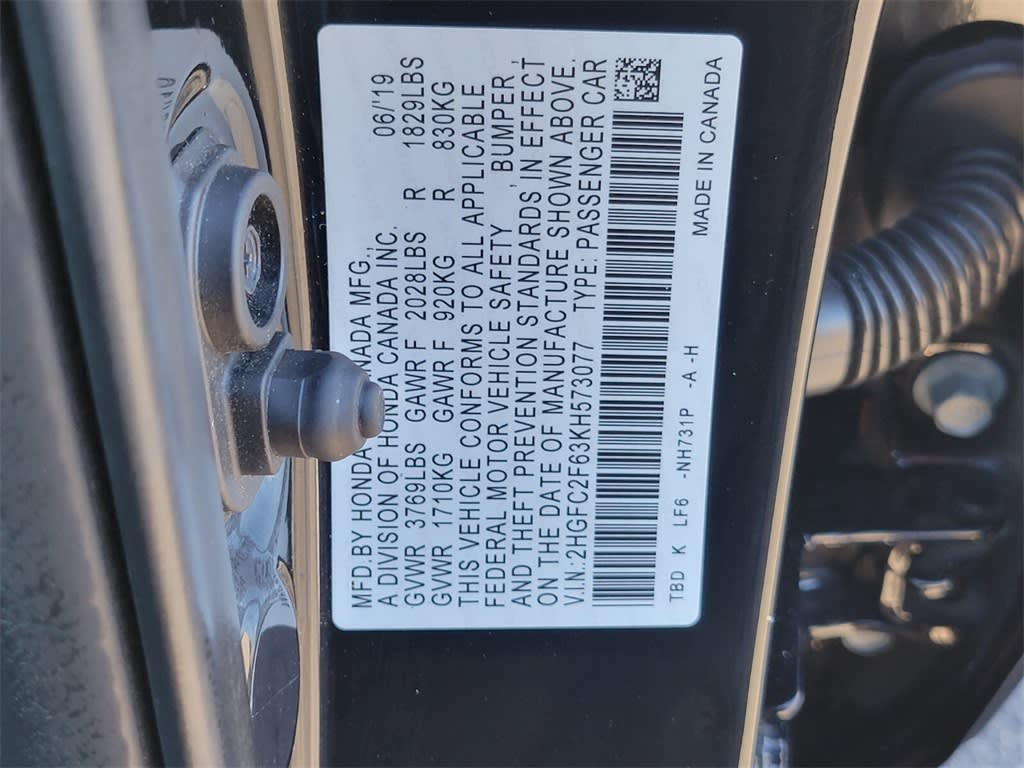 MFD.BY HONDA CANADA MFG., 06/'19
A DIVISION OF HONDA CANADA INC.
GVWR 3769LBS GAWR F 2028LBS R 1829LBS
GVWR 1710KG GAWR F 920KG R 830KG
THIS VEHICLE CONFORMS TO ALL APPLICABLE
FEDERAL MOTOR VEHICLE SAFETY , BUMPER ,
AND THEFT PREVENTION STANDARDS IN EFFECT
ON THE DATE OF MANUFACTURE SHOWN ABOVE.
V.I.N.:2HGFC2F63KH573077 TYPE: PASSENGER CAR
TBD K LF6 -NH731P -A -H MADE IN CANADA